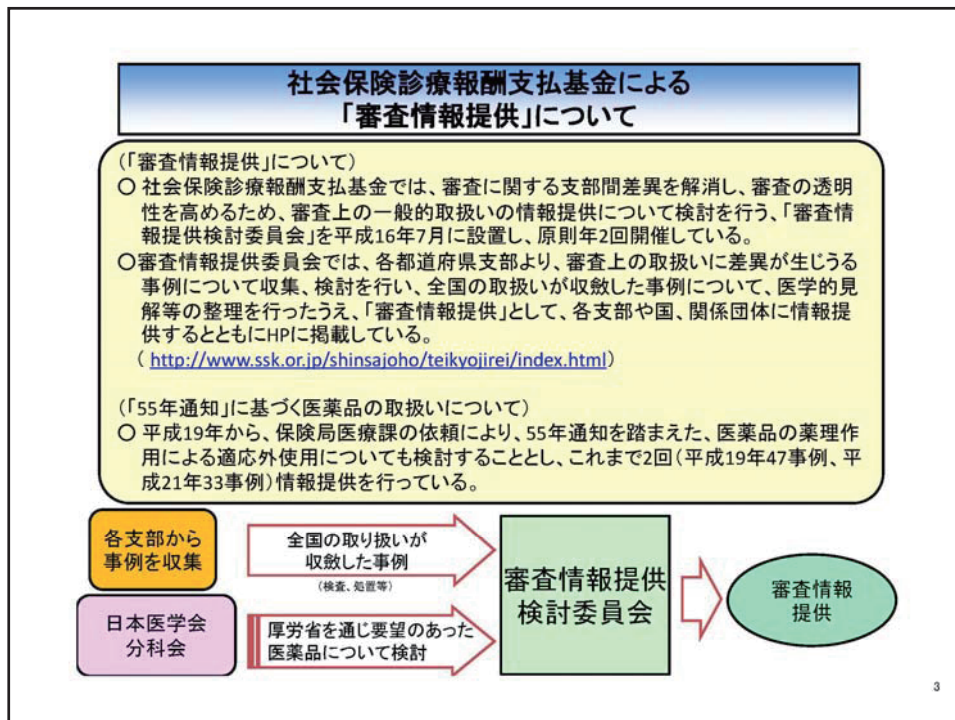 社会保険診療報酬支払基金による
「審査情報提供」について
(「審査情報提供」について)
○ 社会保険診療報酬支払基金では、審査に関する支部間差異を解消し、審査の透明
性を高めるため、審査上の一般的取扱いの情報提供について検討を行う、「審査情
報提供検討委員会」を平成16年7月に設置し、原則年2回開催している。
○審査情報提供委員会では、各都道府県支部より、審査上の取扱いに差異が生じうる
事例について収集、検討を行い、全国の取扱いが収斂した事例について、医学的見
解等の整理を行ったうえ、「審査情報提供」として、各支部や国、関係団体に情報提
供するとともにHPに掲載している。
( http://www.ssk.or.jp/shinsajoho/teikyojirei/index.html)
(「55年通知」に基づく医薬品の取扱いについて)
○ 平成19年から、保険局医療課の依頼により、55年通知を踏まえた、医薬品の薬理作
用による適応外使用についても検討することとし、これまで2回(平成19年47事例、平
成21年33事例)情報提供を行っている。
各支部から
事例を収集
全国の取り扱いが
収斂した事例
(検査、処置等)
日本医学会
分科会
厚労省を通じ要望のあった
医薬品について検討
審査情報提供
検討委員会
審査情報
提供
3